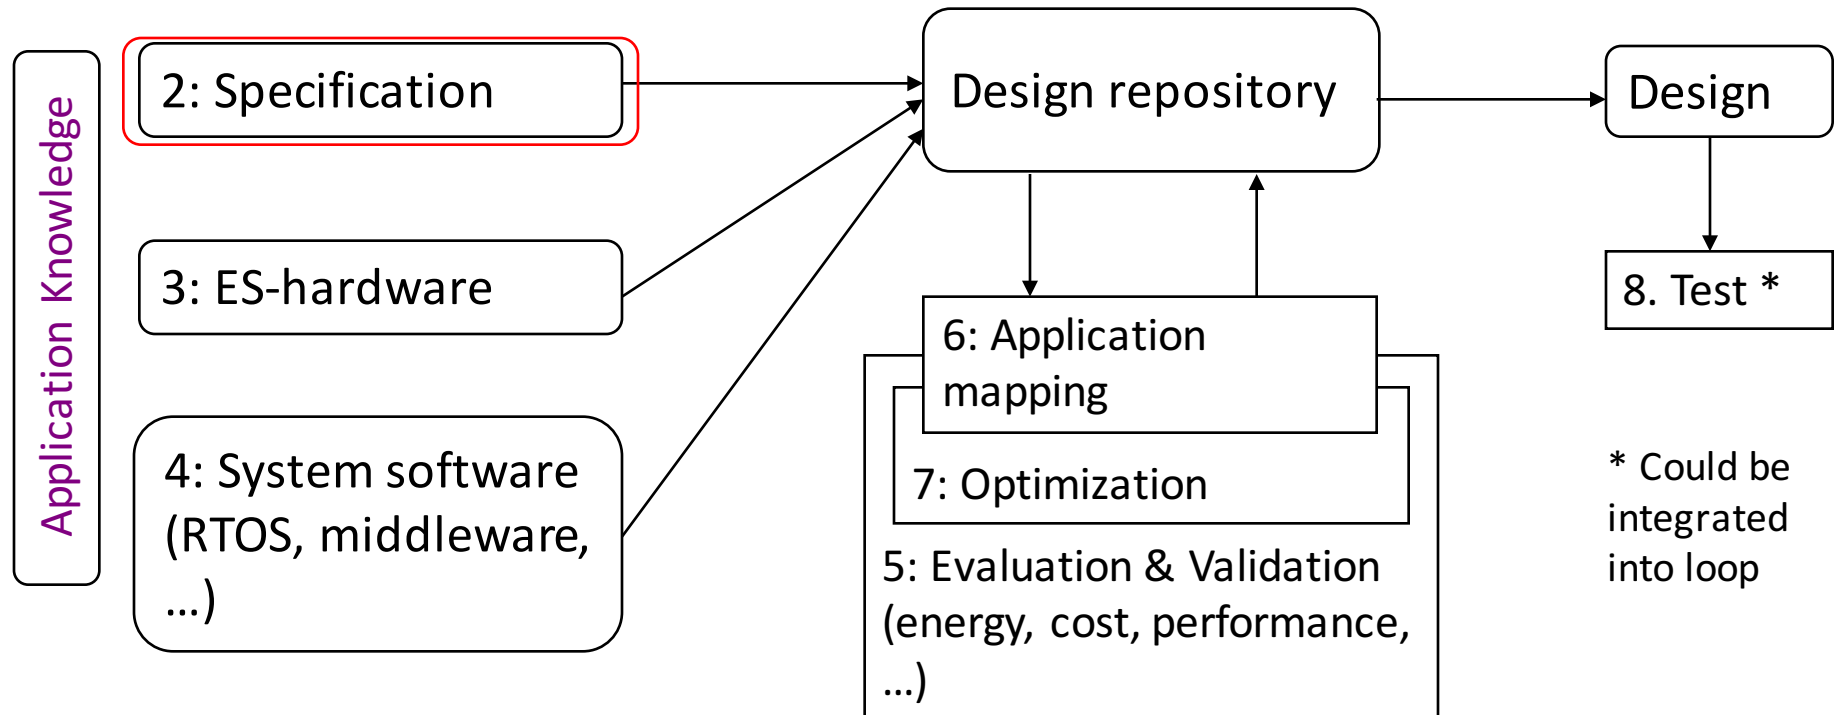 Application Knowledge
2: Specification
3: ES-hardware
4: System software
(RTOS, middleware,
...)
Design repository
6: Application
mapping
7: Optimization
5: Evaluation & Validation
(energy, cost, performance,
...)
Design
8. Test *
* Could be
integrated
into loop